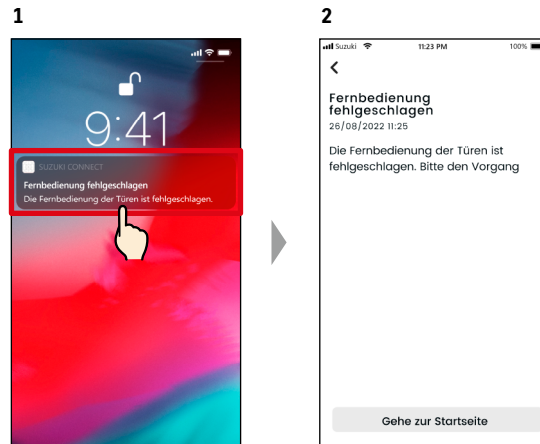 1
9:41
SUZUKI CONNECT
Fernbedienung fehlgeschlagen
Die Fernbedienung der Türen ist fehlgeschlagen.
2
Suzuki 11:23 PM 100%
Fernbedienung
fehlgeschlagen
26/08/2022 11:25
Die Fernbedienung der Türen ist
fehlgeschlagen. Bitte den Vorgang
Gehe zur Startseite